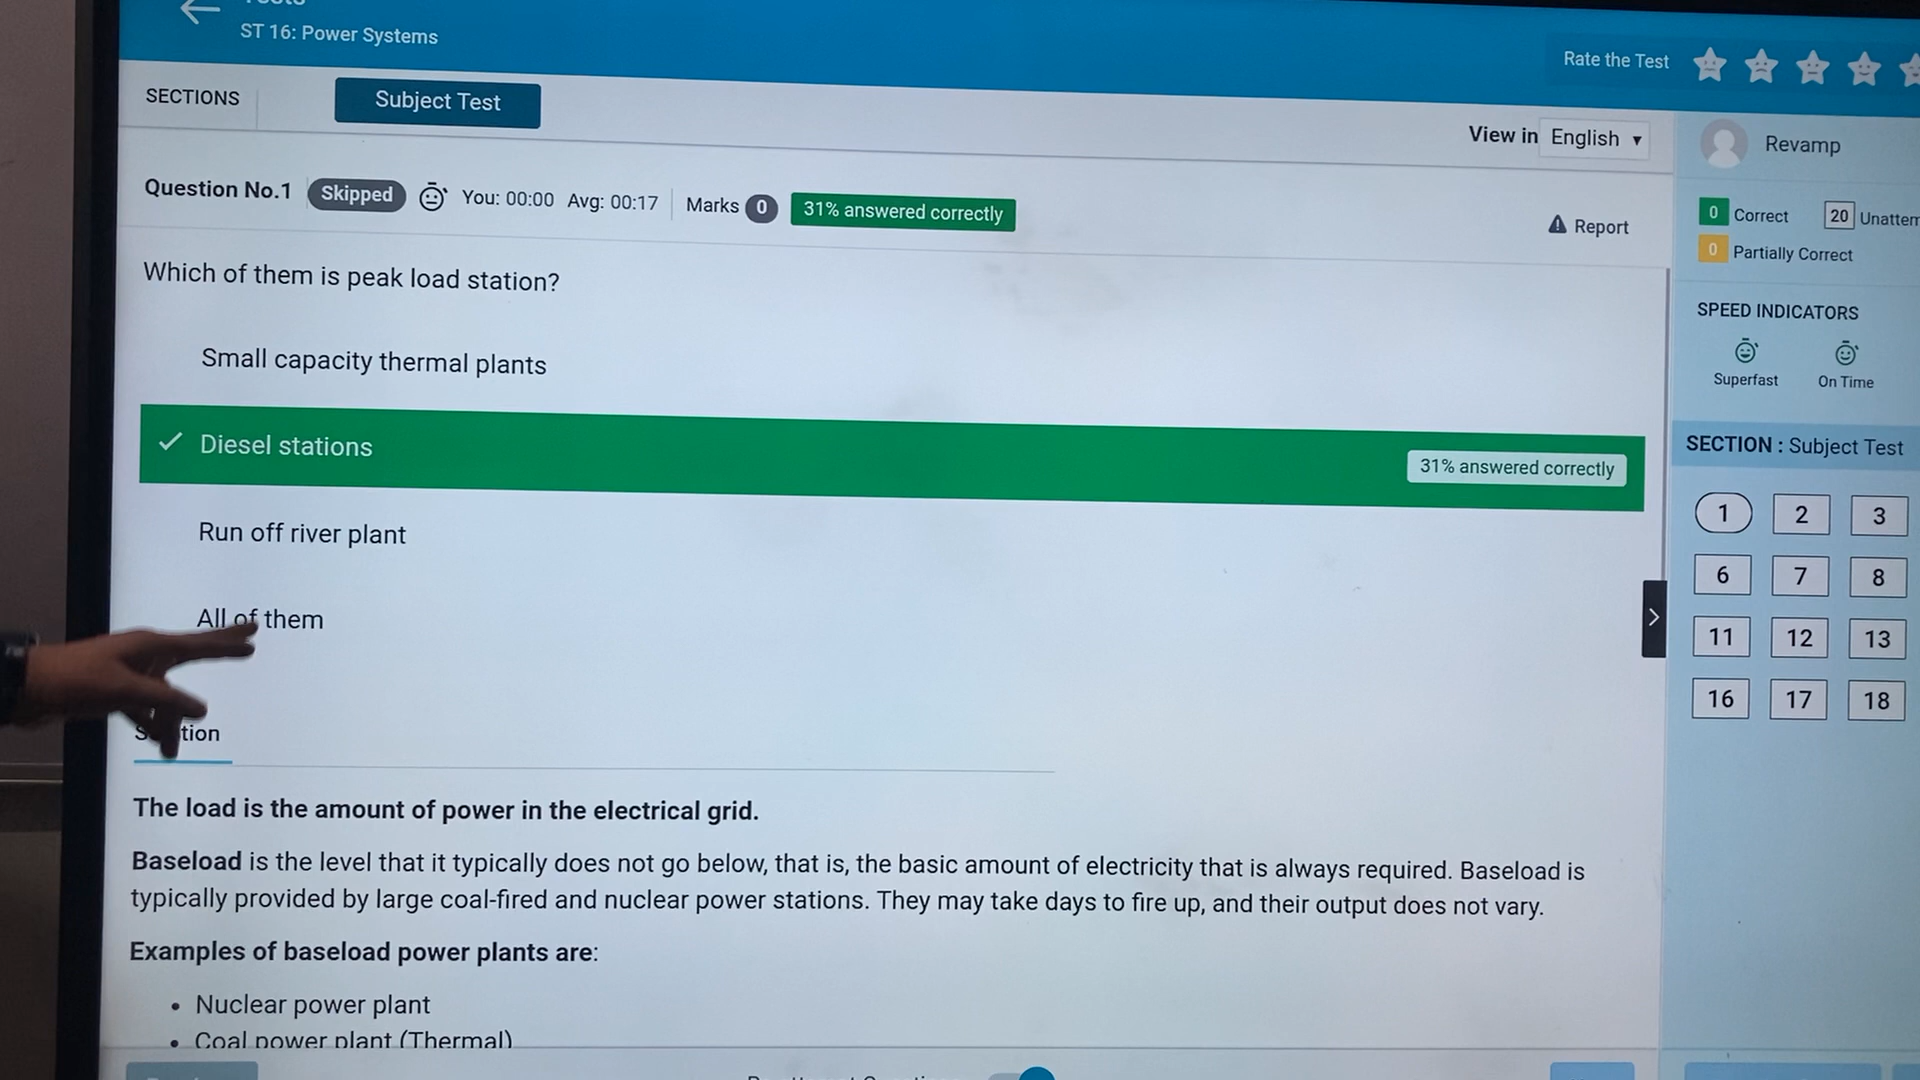 ST 16: Power Systems
Rate the Test
SECTIONS
Subject Test
View in English
Revamp
Question No.1 Skipped You: 00:00 Avg: 00:17 Marks 0 31% answered correctly
Report
0 Correct 20
0 Partially Correct
Which of them is peak load station?
SPEED INDICATORS
Superfast On Time
Small capacity thermal plants
Diesel stations
31% answered correctly
SECTION : Subject Test
Run off river plant
All of them
1 2 3
6 7 8
11 12 13
16 17 18
The load is the amount of power in the electrical grid.
Baseload is the level that it typically does not go below, that is, the basic amount of electricity that is always required. Baseload is
typically provided by large coal-fired and nuclear power stations. They may take days to fire up, and their output does not vary.
Examples of baseload power plants are:
• Nuclear power plant
• Coal power plant (Thermal)